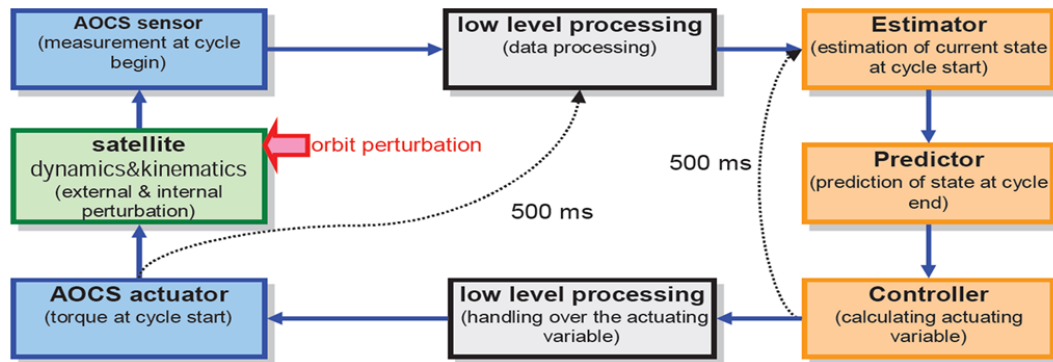 AOCS sensor
(measurement at cycle
begin)
low level processing
(data processing)
Estimator
(estimation of current state
at cycle start)
satellite
dynamics&kinematics
(external & internal
perturbation)
orbit perturbation
500 ms
500 ms
Predictor
(prediction of state at cycle
end)
AOCS actuator
(torque at cycle start)
low level processing
(handling over the actuating
variable)
Controller
(calculating actuating
variable)